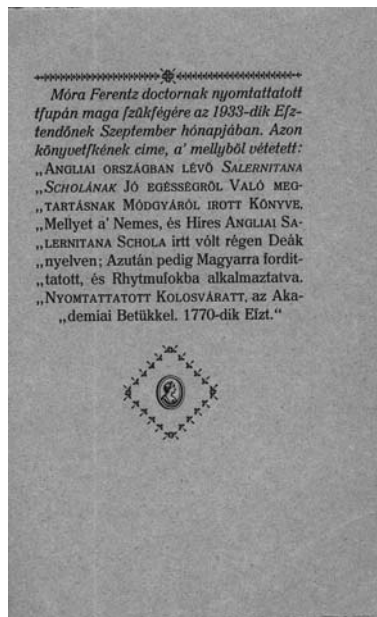 Móra Ferentz doctornak nyomtattatott
tſupán maga ſzükſégére az 1933-dik Eſz-
tendőnek Szeptember hónapjában. Azon
könyvetſkének címe, a' mellyböl vétetett:
„ANGLIAI ORSZÁGBAN LÉVŐ SALERNITANA
„SCHOLÁNAK JÓ EGÉSSÉGRŐL VALÓ MEG-
„TARTÁSNAK MÓDGYÁRÓL IROTT KÖNYVE,
„Mellyet a' Nemes, és Hires ANGLIAI SA-
„LERNITANA SCHOLA irtt vólt régen Deák
„nyelven; Azután pedig Magyarra fordit-
„tatott, és Rhytmuſokba alkalmaztatva.
„NYOMTATTATOTT KOLOSVÁRATT, az Aka-
„demiai Betükkel. 1770-dik Eſzt."